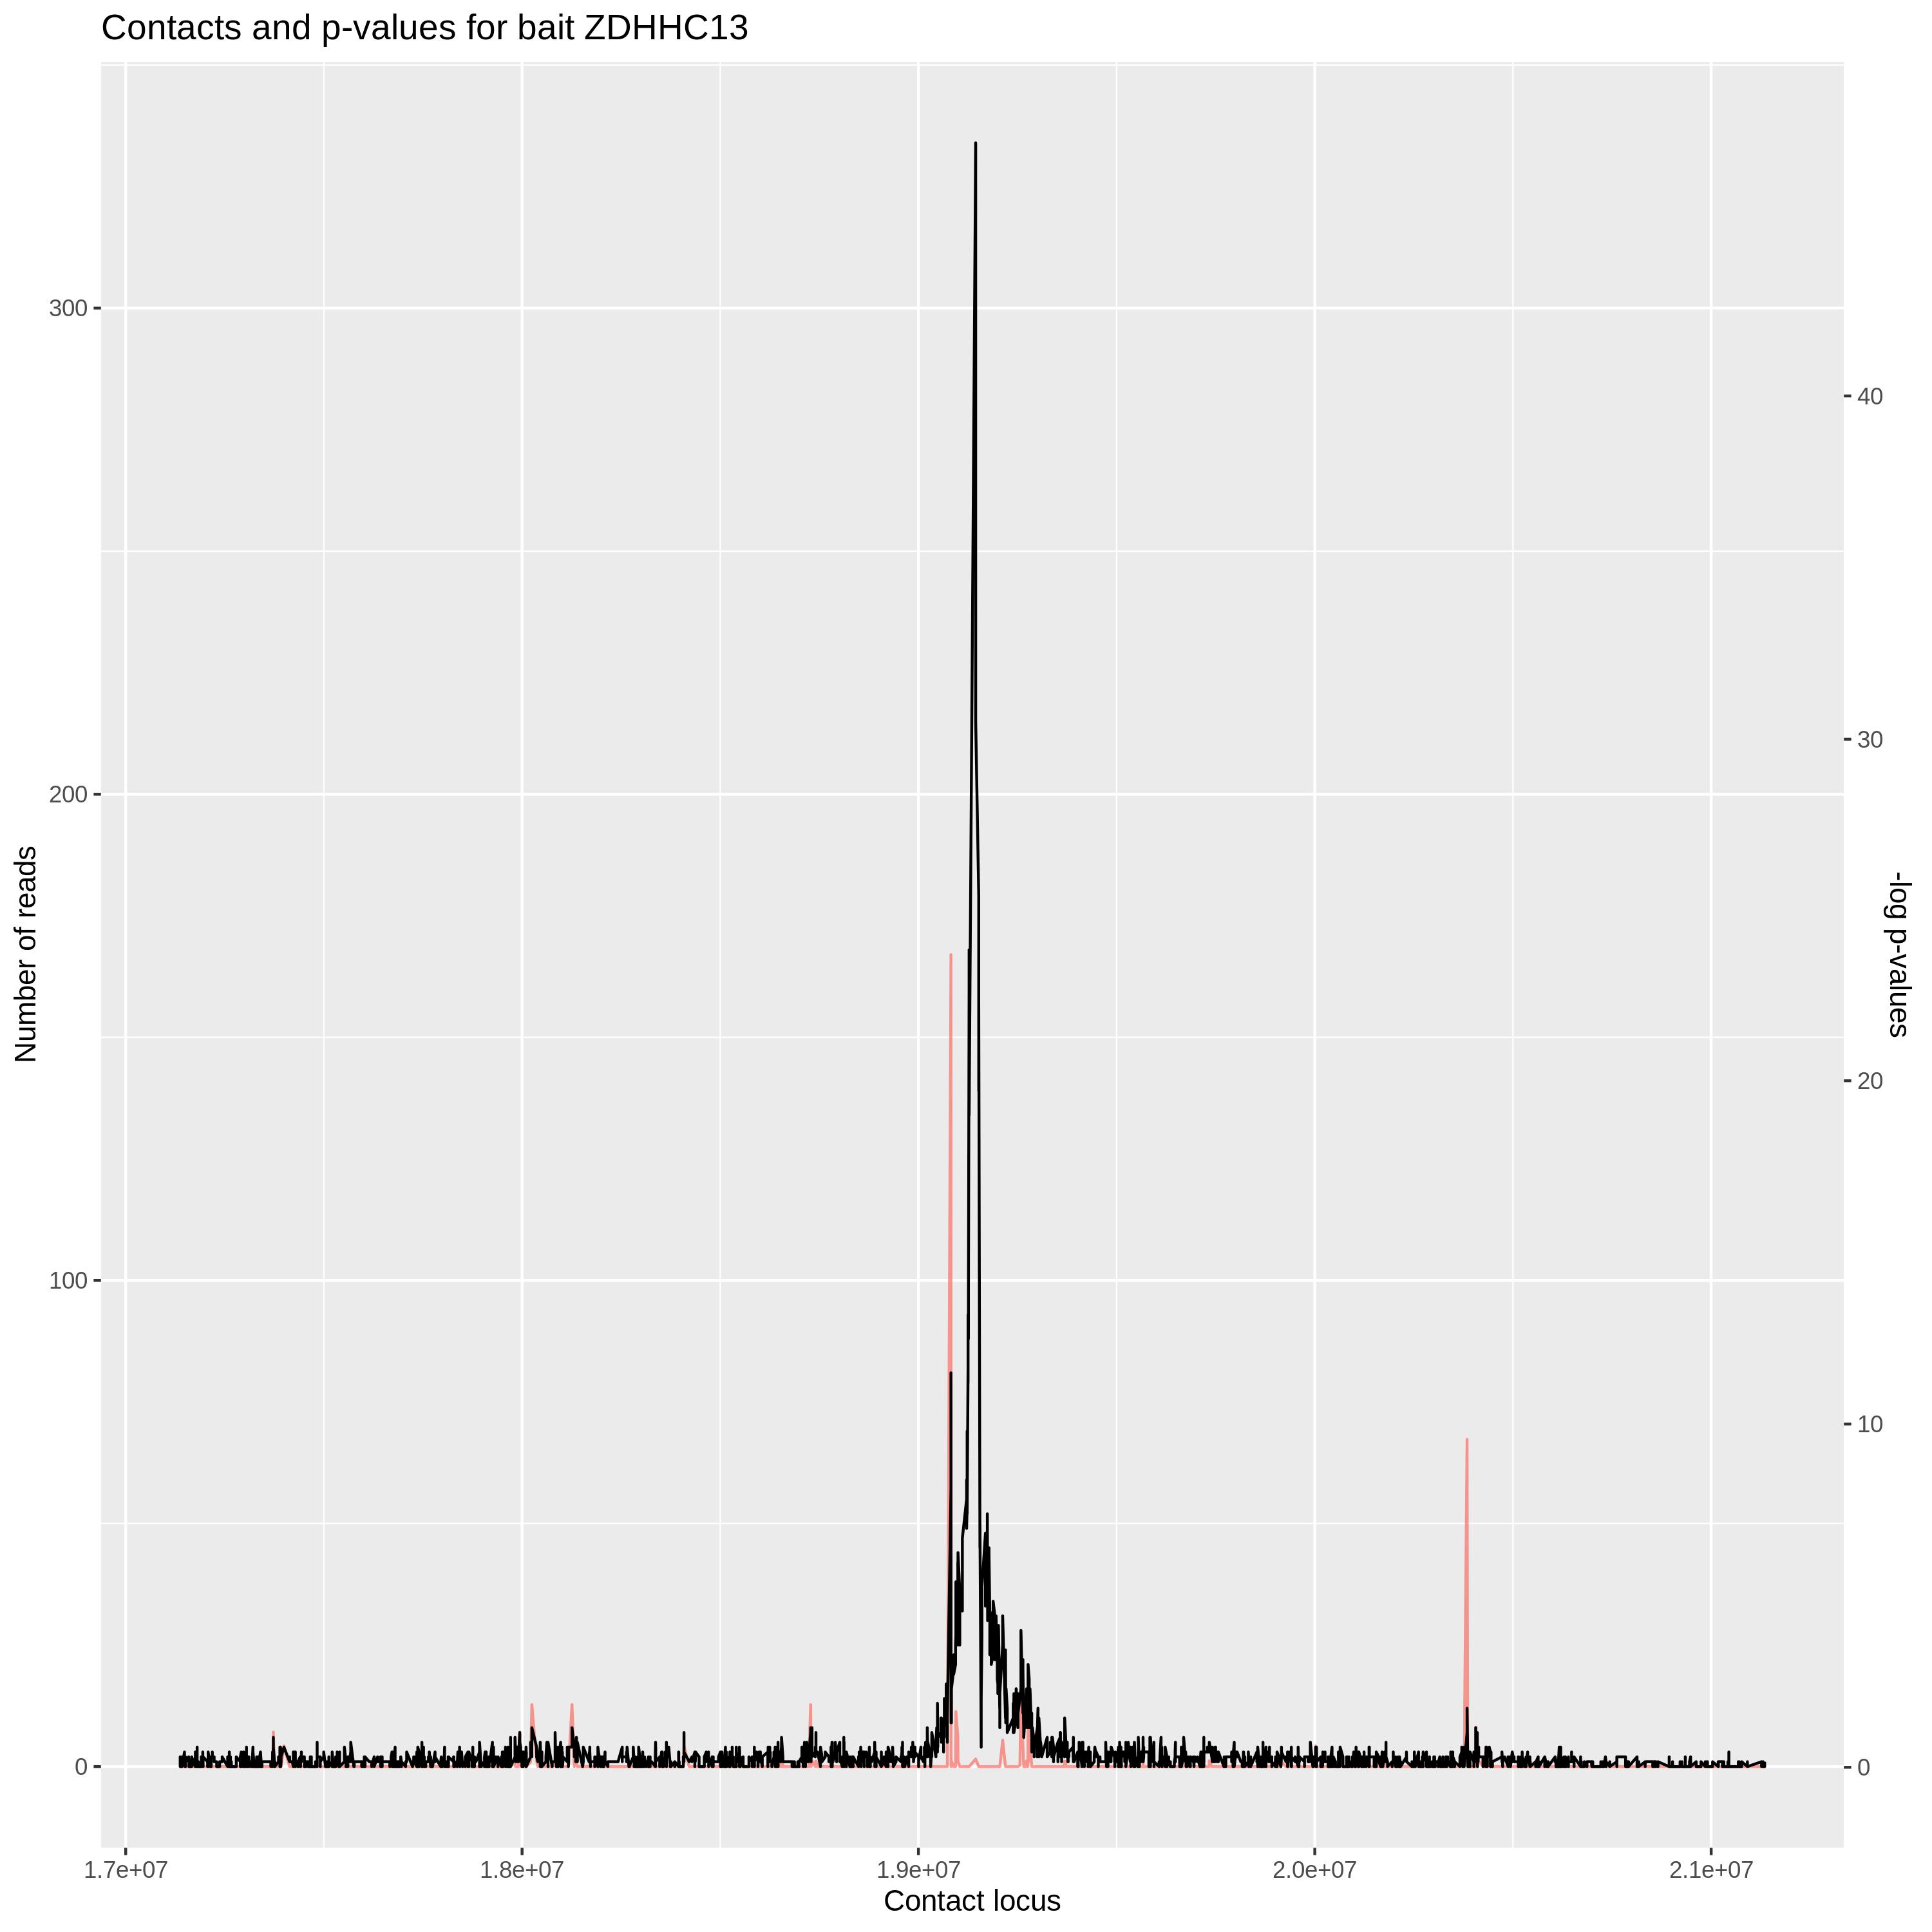 Contacts and p-values for bait ZDHHC13
Number of reads
300
200
100
0
40
30
20
10
0
-log p-values
1.7e+07
1.8e+07
1.9e+07
2.0e+07
2.1e+07
Contact locus